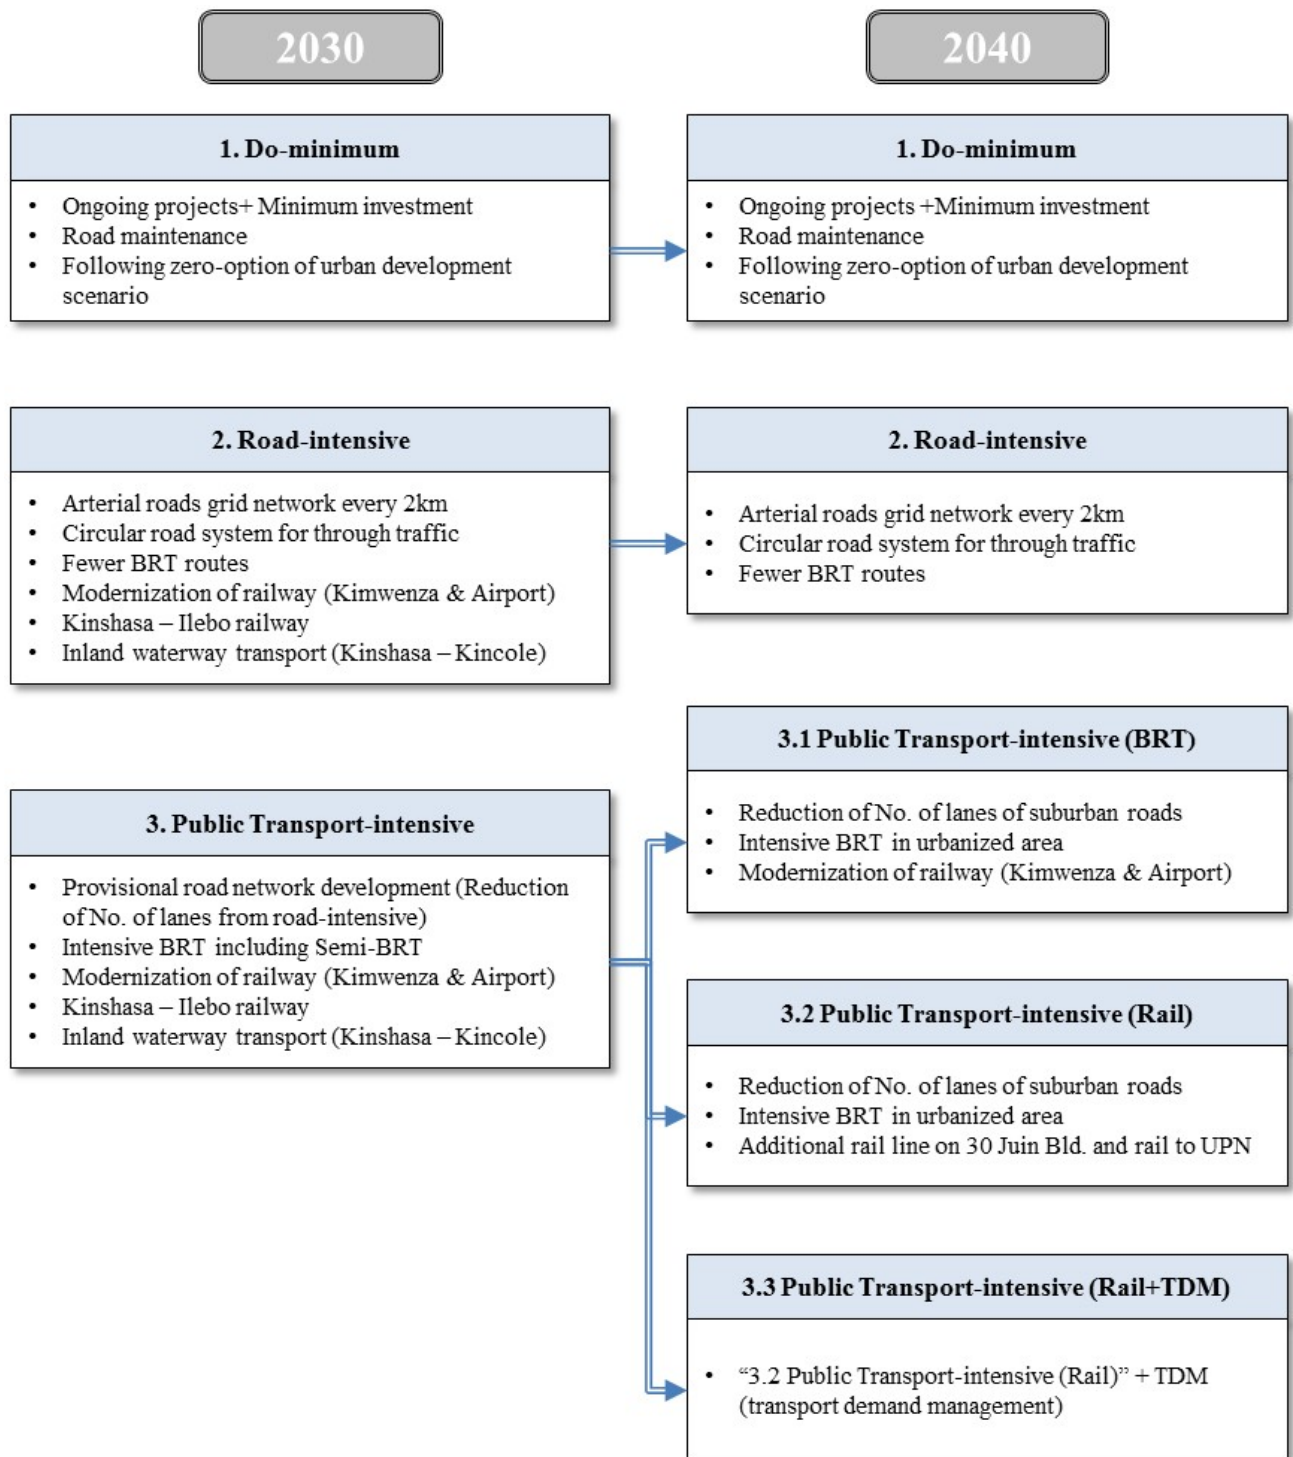 2030
2040
1. Do-minimum
• Ongoing projects+ Minimum investment
• Road maintenance
• Following zero-option of urban development
scenario
1. Do-minimum
• Ongoing projects +Minimum investment
• Road maintenance
• Following zero-option of urban development
scenario
2. Road-intensive
• Arterial roads grid network every 2km
• Circular road system for through traffic
• Fewer BRT routes
• Modernization of railway (Kimwenza & Airport)
• Kinshasa – Ilebo railway
• Inland waterway transport (Kinshasa – Kincole)
2. Road-intensive
• Arterial roads grid network every 2km
• Circular road system for through traffic
• Fewer BRT routes
3. Public Transport-intensive
• Provisional road network development (Reduction
of No. of lanes from road-intensive)
• Intensive BRT including Semi-BRT
• Modernization of railway (Kimwenza & Airport)
• Kinshasa – Ilebo railway
• Inland waterway transport (Kinshasa – Kincole)
3.1 Public Transport-intensive (BRT)
• Reduction of No. of lanes of suburban roads
• Intensive BRT in urbanized area
• Modernization of railway (Kimwenza & Airport)
3.2 Public Transport-intensive (Rail)
• Reduction of No. of lanes of suburban roads
• Intensive BRT in urbanized area
• Additional rail line on 30 Juin Bld. and rail to UPN
3.3 Public Transport-intensive (Rail+TDM)
• “3.2 Public Transport-intensive (Rail)” + TDM
(transport demand management)